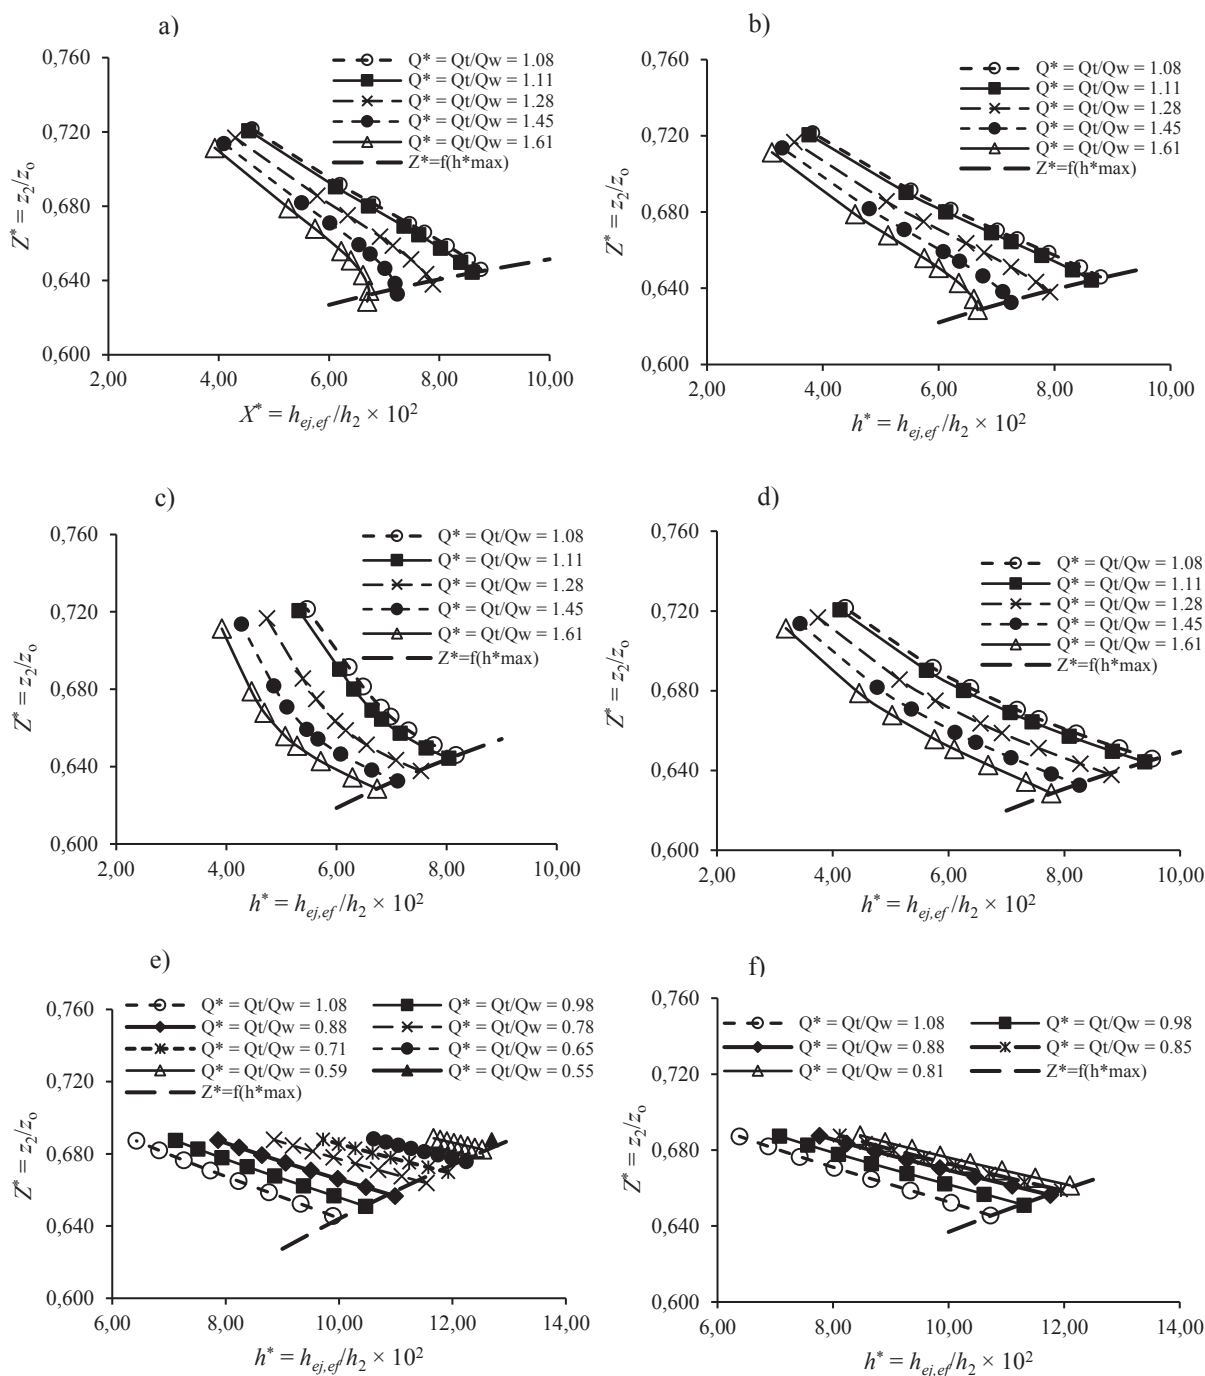 a)
Q* = Qt/Qw = 1.08
Q* = Qt/Qw = 1.11
Q* = Qt/Qw = 1.28
Q* = Qt/Qw = 1.45
Q* = Qt/Qw = 1.61
Z*=f(h*max)
0,760
0,720
0,680
0,640
0,600
Z* = z2/zo
2,00 4,00 6,00 8,00 10,00
X* = hej,ef /h2 × 10²
b)
Q* = Qt/Qw = 1.08
Q* = Qt/Qw = 1.11
Q* = Qt/Qw = 1.28
Q* = Qt/Qw = 1.45
Q* = Qt/Qw = 1.61
Z*=f(h*max)
0,760
0,720
0,680
0,640
0,600
Z* = z2/zo
2,00 4,00 6,00 8,00 10,00
h* = hej,ef /h2 × 10²
c)
Q* = Qt/Qw = 1.08
Q* = Qt/Qw = 1.11
Q* = Qt/Qw = 1.28
Q* = Qt/Qw = 1.45
Q* = Qt/Qw = 1.61
Z*=f(h*max)
0,760
0,720
0,680
0,640
0,600
Z* = z2/zo
2,00 4,00 6,00 8,00 10,00
h* = hej,ef /h2 × 10²
d)
Q* = Qt/Qw = 1.08
Q* = Qt/Qw = 1.11
Q* = Qt/Qw = 1.28
Q* = Qt/Qw = 1.45
Q* = Qt/Qw = 1.61
Z*=f(h*max)
0,760
0,720
0,680
0,640
0,600
Z* = z2/zo
2,00 4,00 6,00 8,00 10,00
h* = hej,ef /h2 × 10²
e)
Q* = Qt/Qw = 1.08 Q* = Qt/Qw = 0.98
Q* = Qt/Qw = 0.88 Q* = Qt/Qw = 0.78
Q* = Qt/Qw = 0.71 Q* = Qt/Qw = 0.65
Q* = Qt/Qw = 0.59 Q* = Qt/Qw = 0.55
Z*=f(h*max)
0,760
0,720
0,680
0,640
0,600
Z* = z2/zo
6,00 8,00 10,00 12,00 14,00
h* = hej,ef/h2 × 10²
f)
Q* = Qt/Qw = 1.08 Q* = Qt/Qw = 0.98
Q* = Qt/Qw = 0.88 Q* = Qt/Qw = 0.85
Q* = Qt/Qw = 0.81 Z*=f(h*max)
0,760
0,720
0,680
0,640
0,600
Z* = z2/zo
6,00 8,00 10,00 12,00 14,00
h* = hej,ef /h2 × 10²